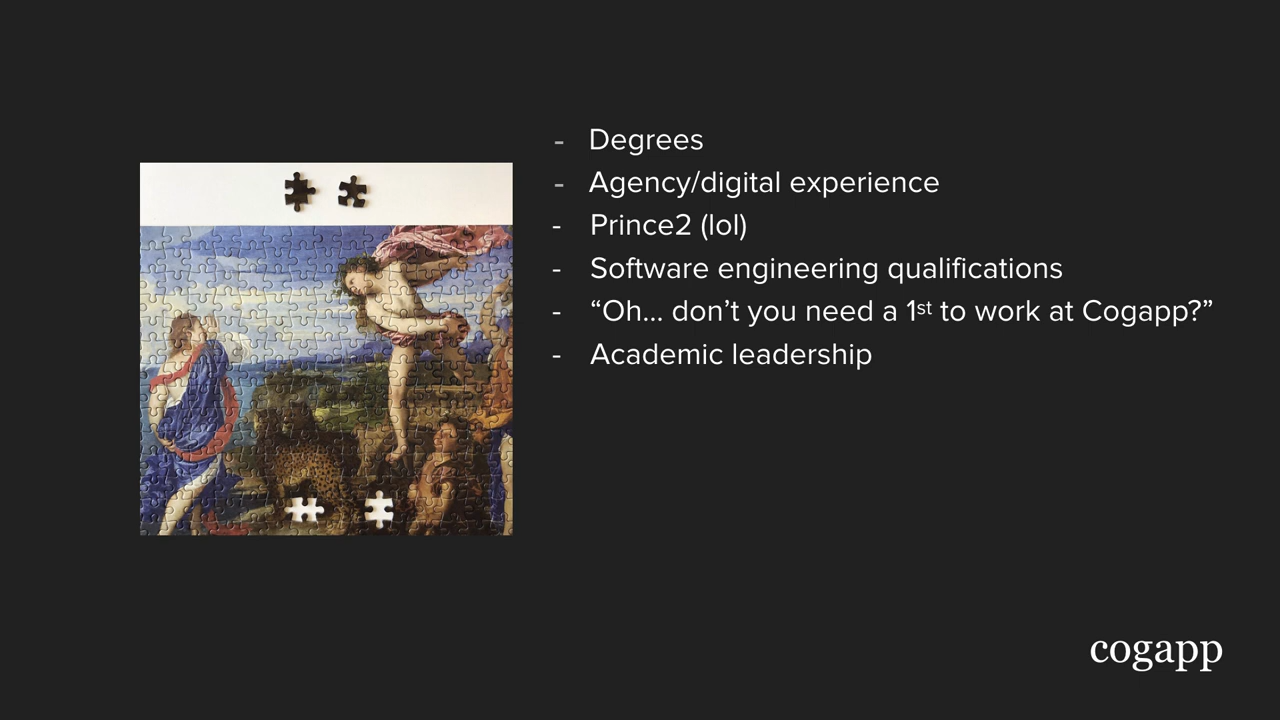 - Degrees
- Agency/digital experience
- Prince2 (lol)
- Software engineering qualifications
- “Oh... don’t you need a 1st to work at Cogapp?”
- Academic leadership
cogapp